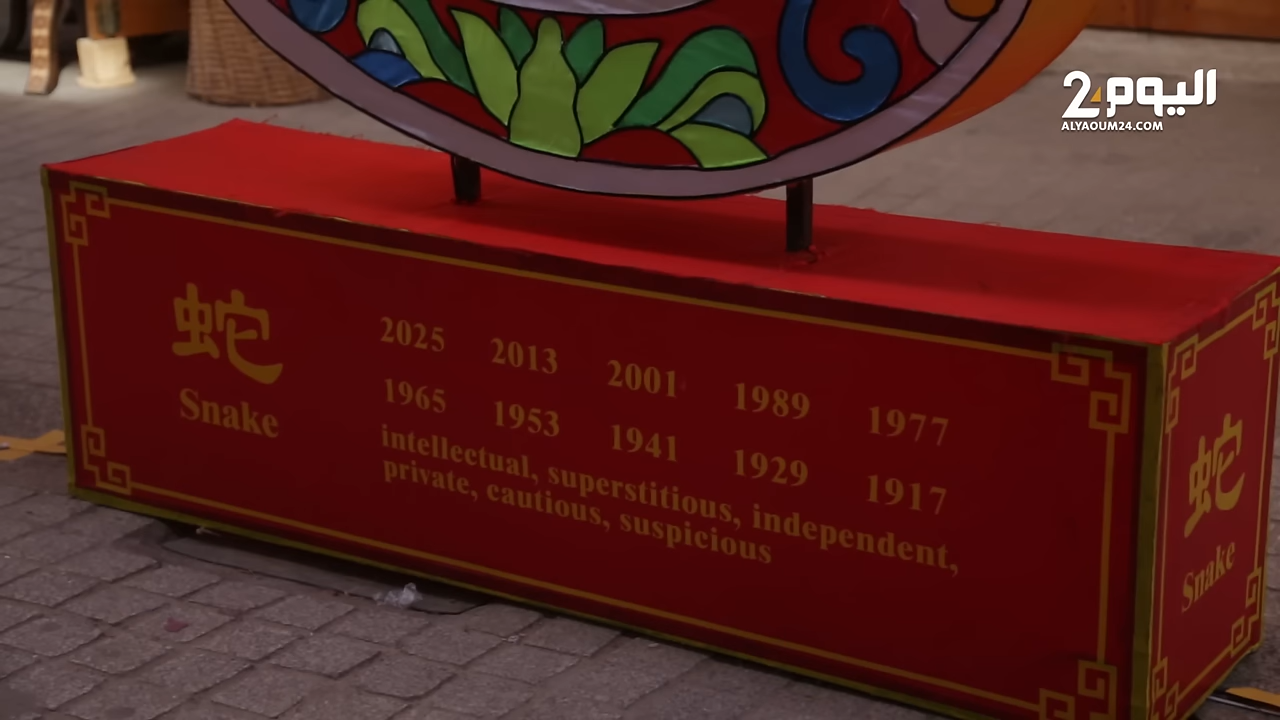 اليوم 24
ALYAOUM24.COM
蛇
Snake
2025 2013 2001 1989 1977
1965 1953 1941 1929 1917
intellectual, superstitious, independent,
private, cautious, suspicious
蛇
Snake